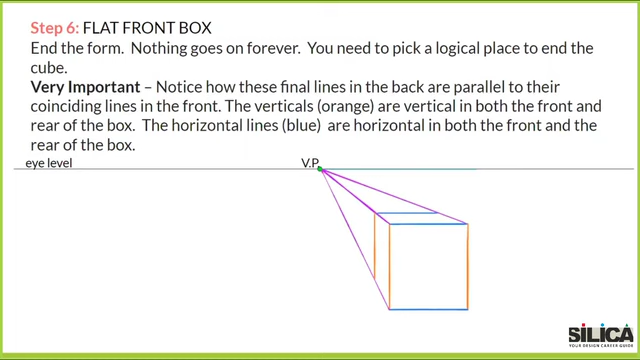 Step 6: FLAT FRONT BOX
End the form. Nothing goes on forever. You need to pick a logical place to end the
cube.
Very Important – Notice how these final lines in the back are parallel to their
coinciding lines in the front. The verticals (orange) are vertical in both the front and
rear of the box. The horizontal lines (blue) are horizontal in both the front and the
rear of the box.
eye level
V.P.
SILICA
YOUR DESIGN CAREER GUIDE